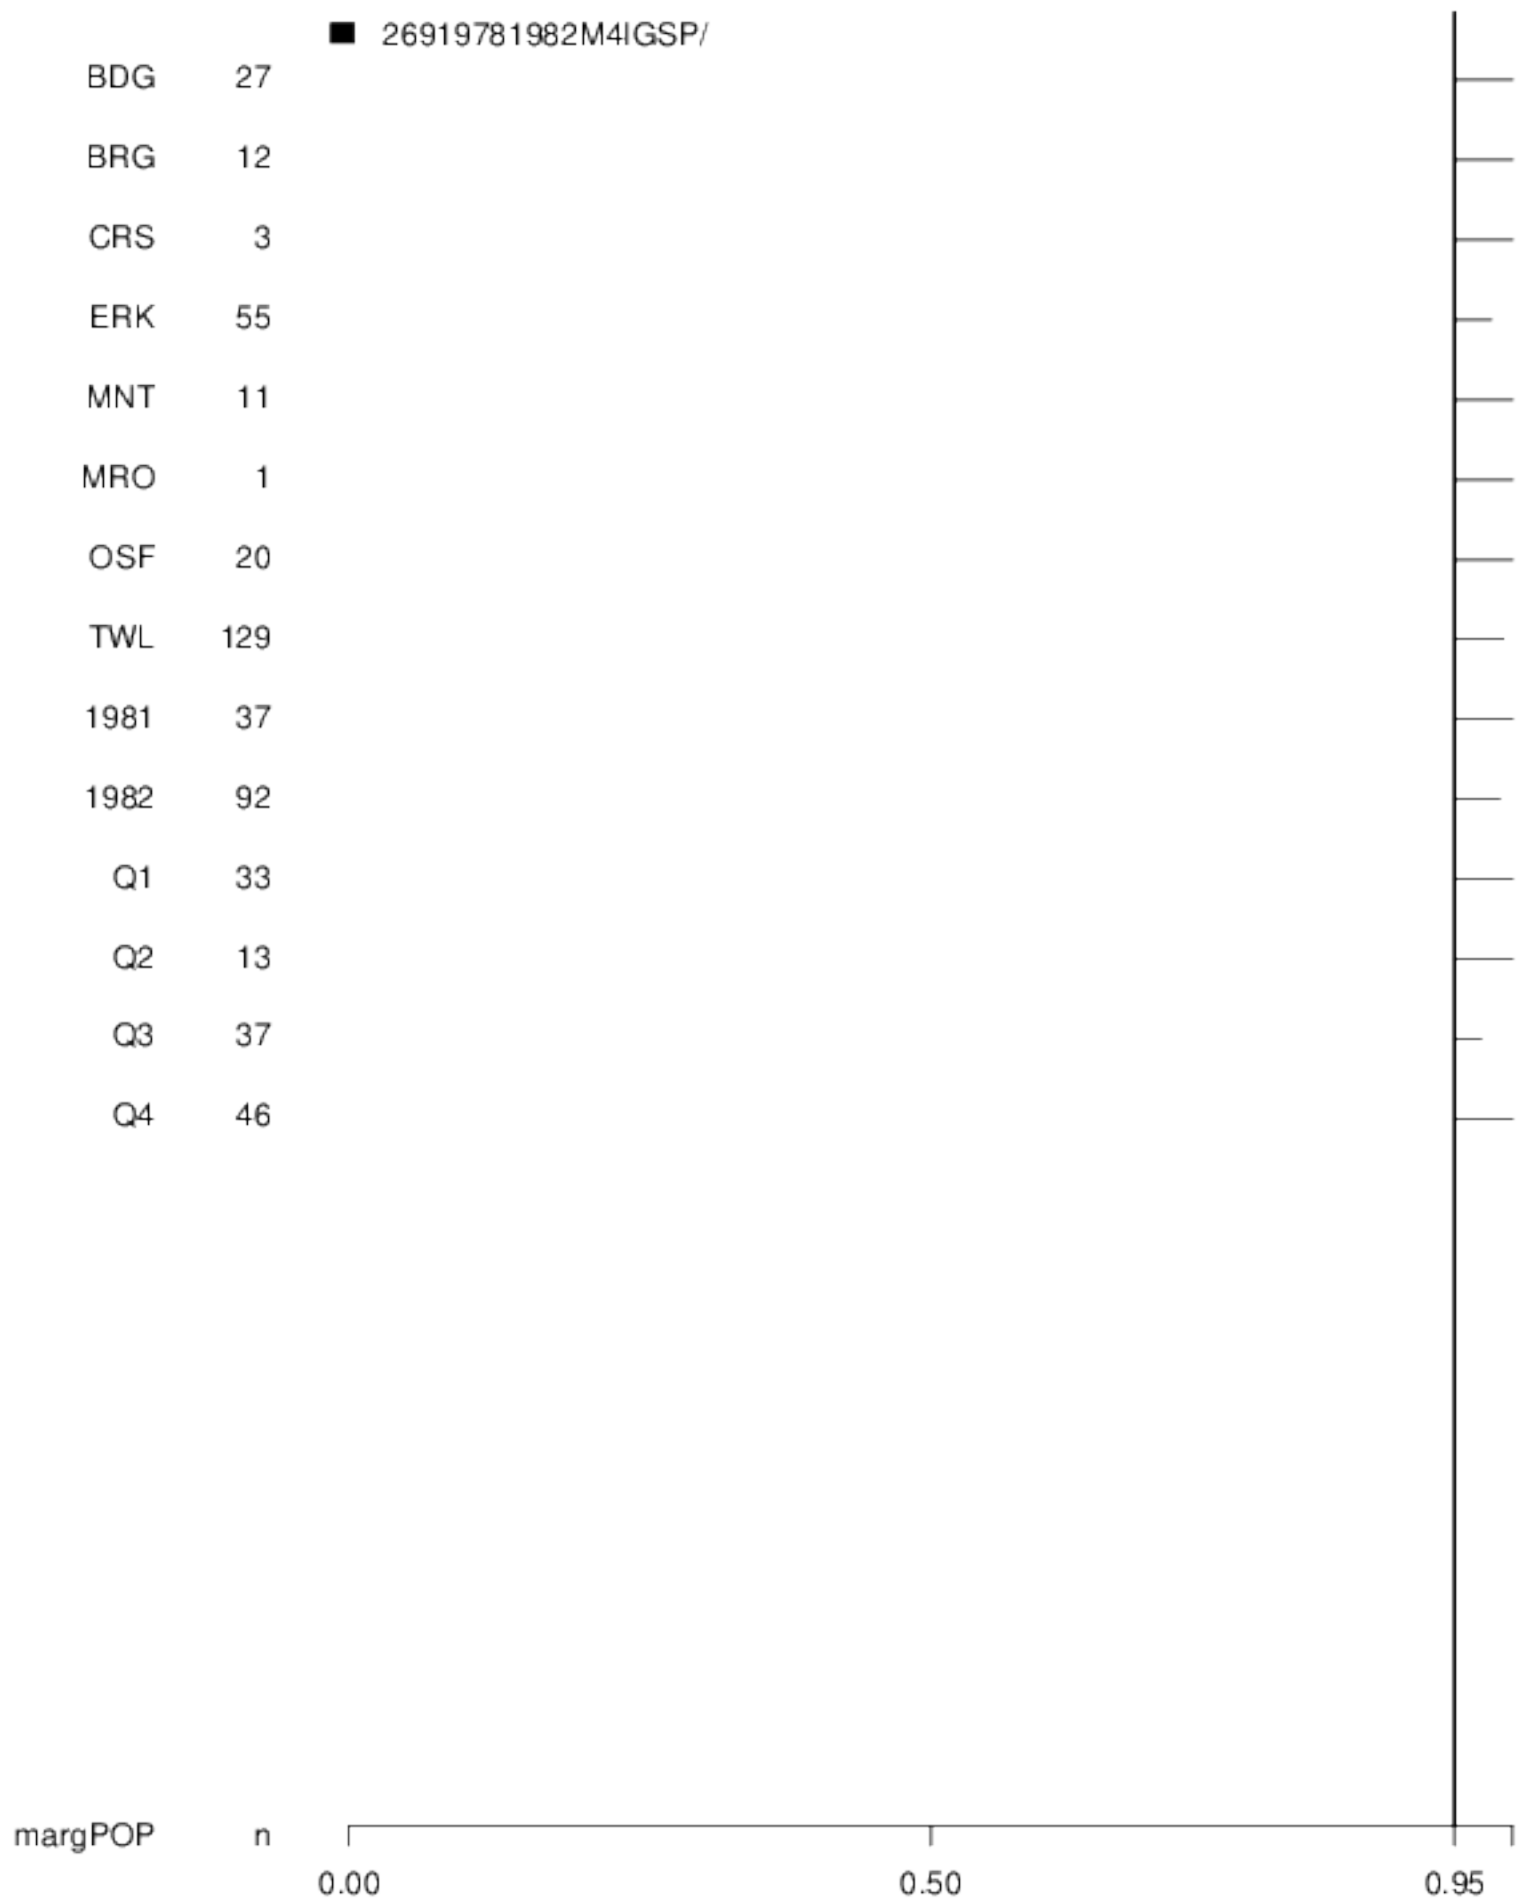 26919781982M4IGSP/
BDG 27
BRG 12
CRS 3
ERK 55
MNT 11
MRO 1
OSF 20
TWL 129
1981 37
1982 92
Q1 33
Q2 13
Q3 37
Q4 46
margPOP n
0.00 0.50 0.95